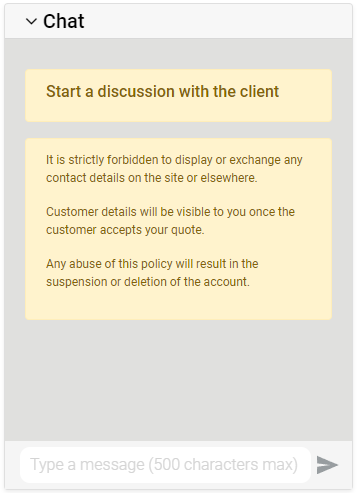 Chat
Start a discussion with the client
It is strictly forbidden to display or exchange any
contact details on the site or elsewhere.
Customer details will be visible to you once the
customer accepts your quote.
Any abuse of this policy will result in the
suspension or deletion of the account.
Type a message (500 characters max)